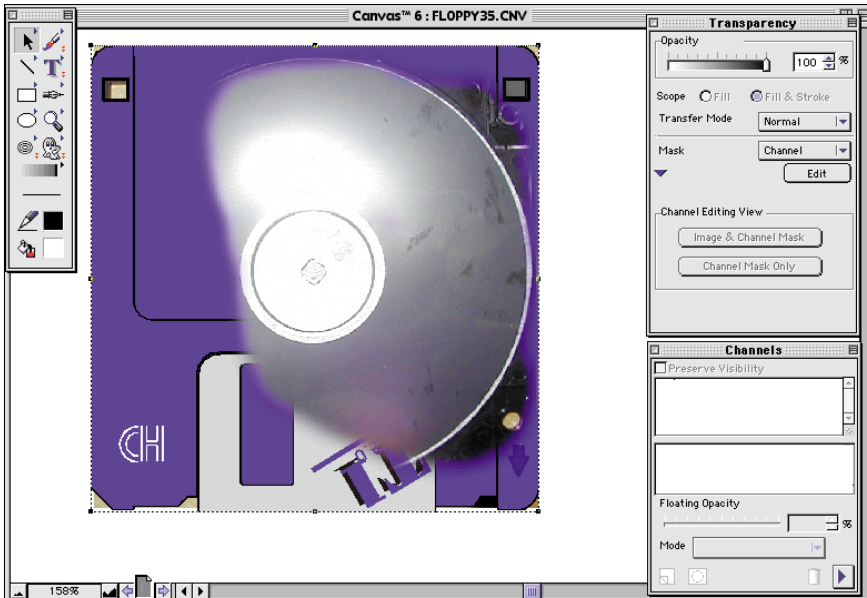 Canvas™ 6 : FLOPPY35.CNV
Transparency
Opacity
100 %
Scope Fill Fill & Stroke
Transfer Mode Normal
Mask Channel
Edit
Channel Editing View
Image & Channel Mask
Channel Mask Only
Channels
Preserve Visibility
Floating Opacity
%
Mode
T
CH
158%